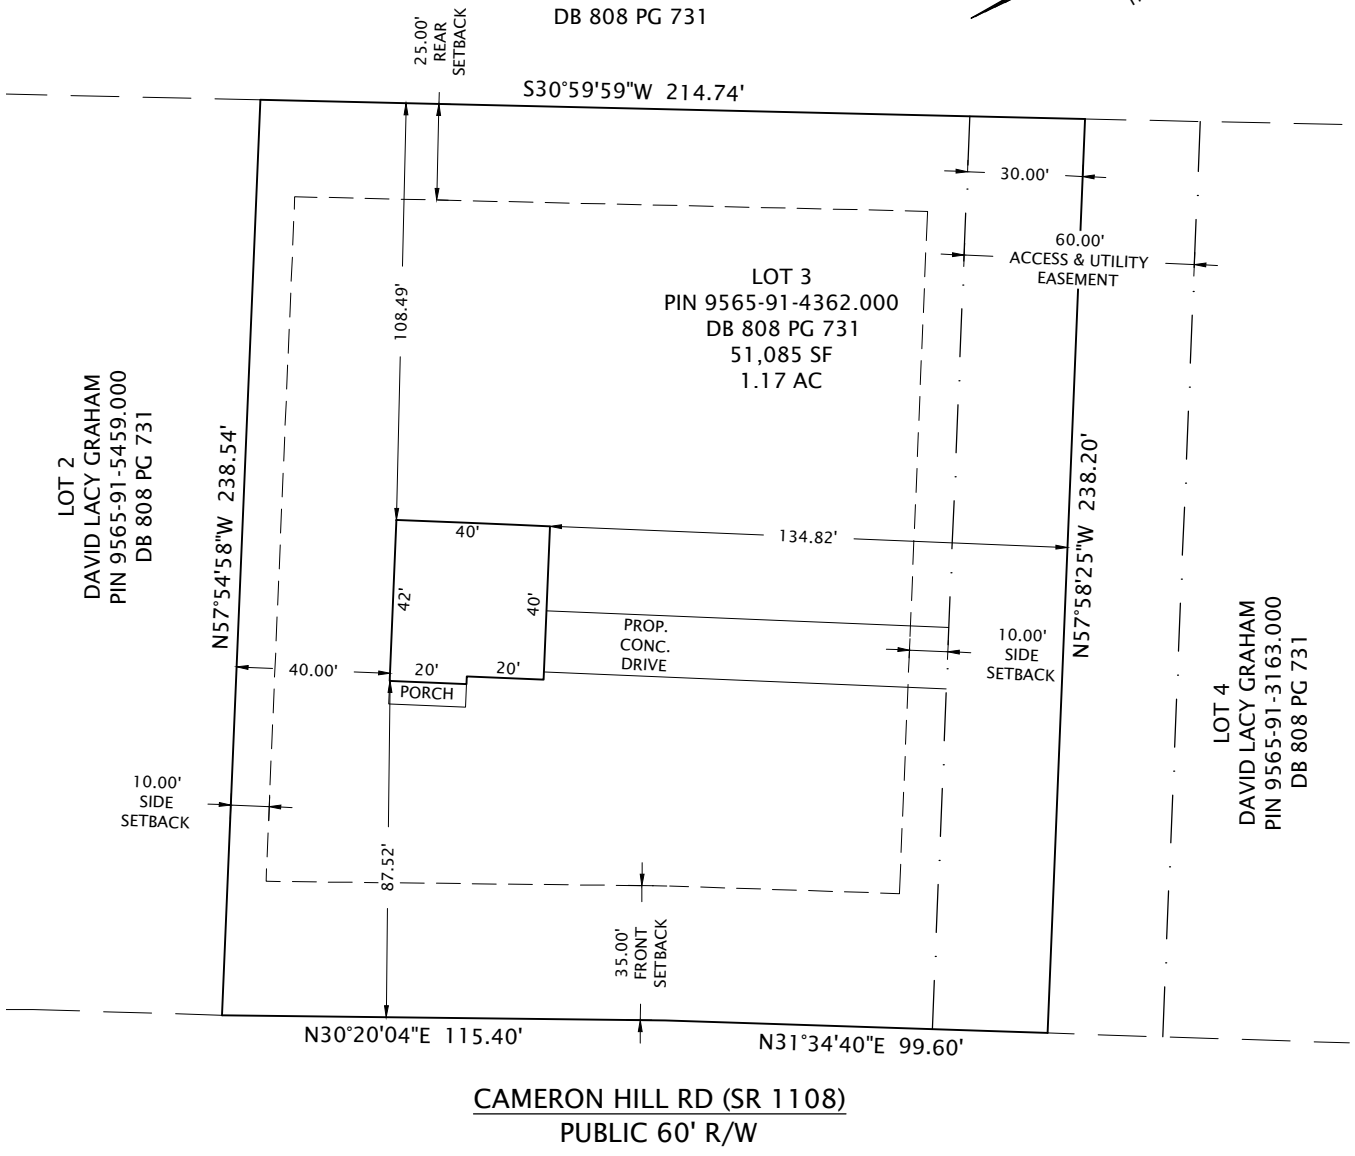 DB 808 PG 731
25.00'
REAR
SETBACK
S30°59'59"W 214.74'
30.00'
60.00'
ACCESS & UTILITY
EASEMENT
LOT 3
PIN 9565-91-4362.000
DB 808 PG 731
51,085 SF
1.17 AC
108.49'
LOT 2
DAVID LACY GRAHAM
PIN 9565-91-5459.000
DB 808 PG 731
N57°54'58"W 238.54'
N57°58'25"W 238.20'
40'
134.82'
42'
40'
PROP.
CONC.
DRIVE
10.00'
SIDE
SETBACK
40.00'
20'
20'
PORCH
LOT 4
DAVID LACY GRAHAM
PIN 9565-91-3163.000
DB 808 PG 731
10.00'
SIDE
SETBACK
87.52'
35.00'
FRONT
SETBACK
N30°20'04"E 115.40'
N31°34'40"E 99.60'
CAMERON HILL RD (SR 1108)
PUBLIC 60' R/W